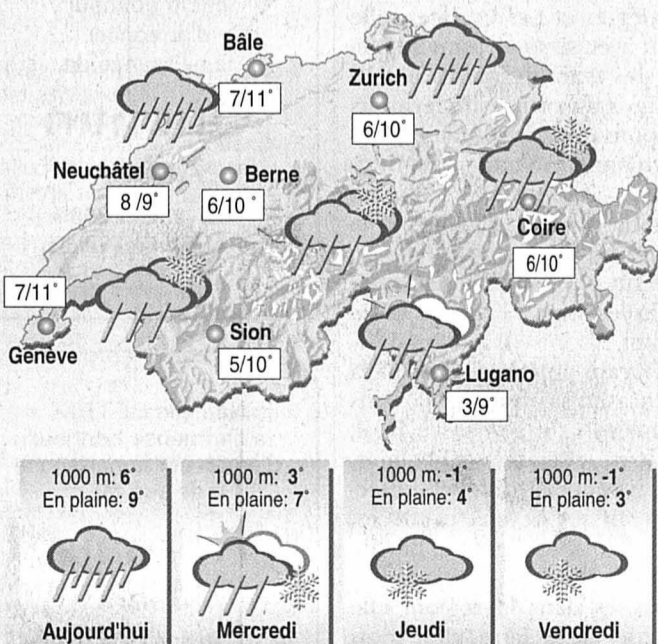 Bâle
7/11°
Zurich
6/10°
Neuchâtel
8 /9°
Berne
6/10 °
Coire
6/10°
7/11°
Genève
Sion
5/10°
Lugano
3/9°
1000 m: 6°
En plaine: 9°
Aujourd'hui
1000 m: 3°
En plaine: 7°
Mercredi
1000 m: -1°
En plaine: 4°
Jeudi
1000 m: -1°
En plaine: 3°
Vendredi